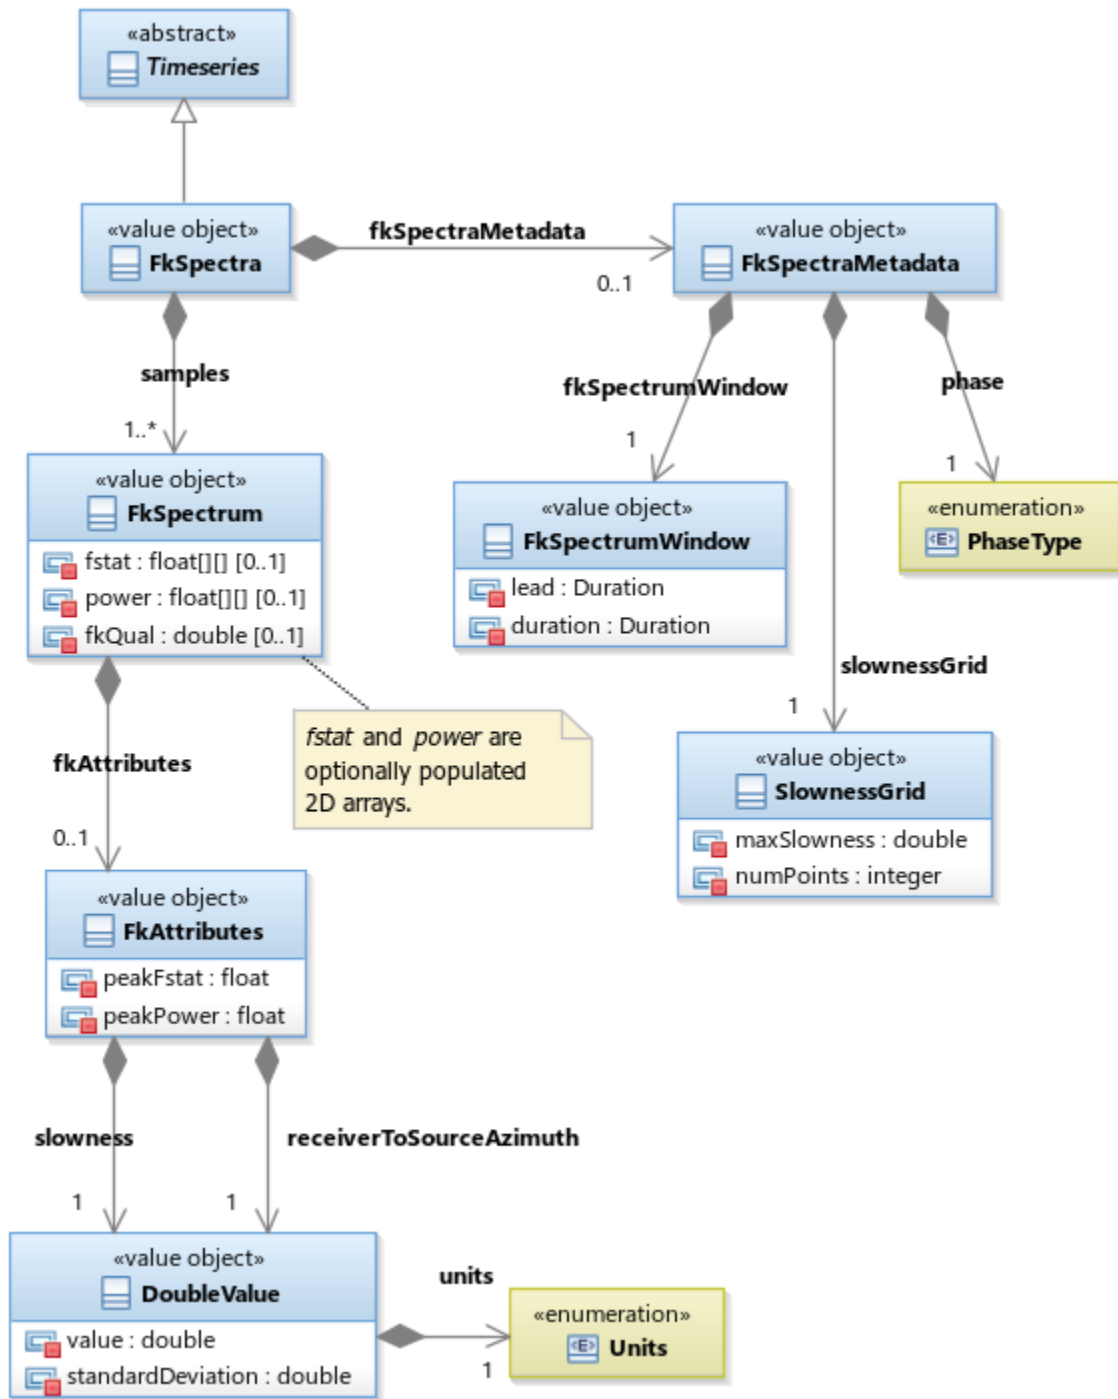 «abstract»
Timeseries
«value object»
FkSpectra
fkSpectraMetadata
0..1
«value object»
FkSpectraMetadata
samples
1..*
fkSpectrumWindow
1
phase
1
«value object»
FkSpectrum
fstat : float[][] [0..1]
power : float[][] [0..1]
fkQual : double [0..1]
«value object»
FkSpectrumWindow
lead : Duration
duration : Duration
«enumeration»
<E> PhaseType
slownessGrid
1
fstat and power are
optionally populated
2D arrays.
«value object»
SlownessGrid
maxSlowness : double
numPoints : integer
fkAttributes
0..1
«value object»
FkAttributes
peakFstat : float
peakPower : float
slowness
1
receiverToSourceAzimuth
1
«value object»
DoubleValue
value : double
standardDeviation : double
units
1
«enumeration»
<E> Units